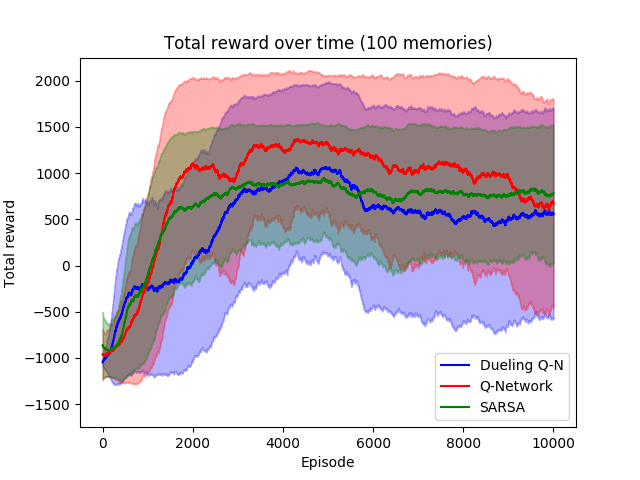 Total reward over time (100 memories)
Total reward
2000
1500
1000
500
0
−500
−1000
−1500
0
2000
4000
6000
8000
10000
Episode
Dueling Q-N
Q-Network
SARSA